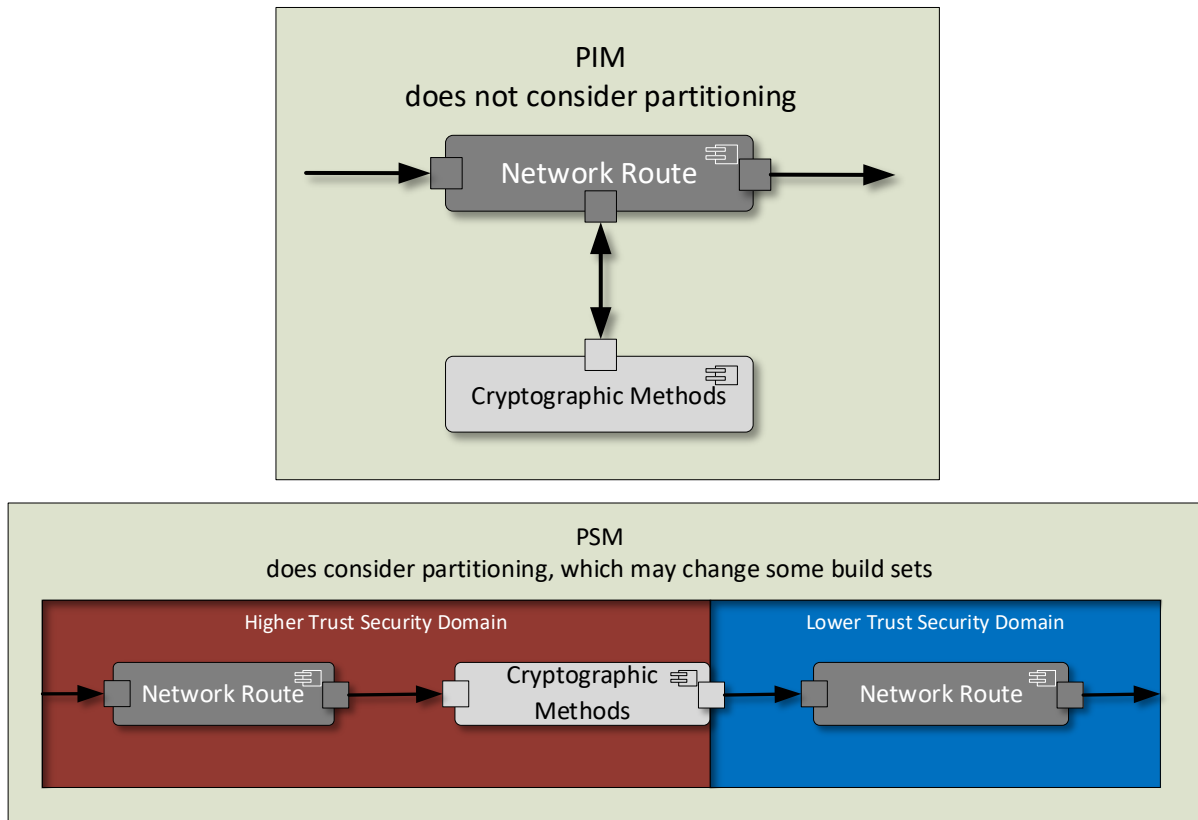 PIM
does not consider partitioning
Network Route
Cryptographic Methods
PSM
does consider partitioning, which may change some build sets
Higher Trust Security Domain
Lower Trust Security Domain
Network Route
Cryptographic
Methods
Network Route